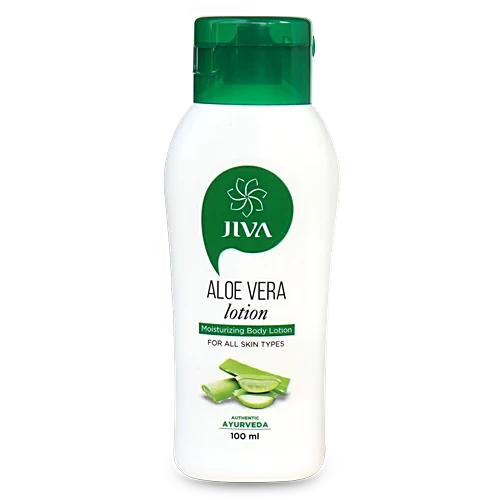 JIVA
ALOE VERA
lotion
Moisturizing Body Lotion
FOR ALL SKIN TYPES
AUTHENTIC
AYURVEDA
100 ml